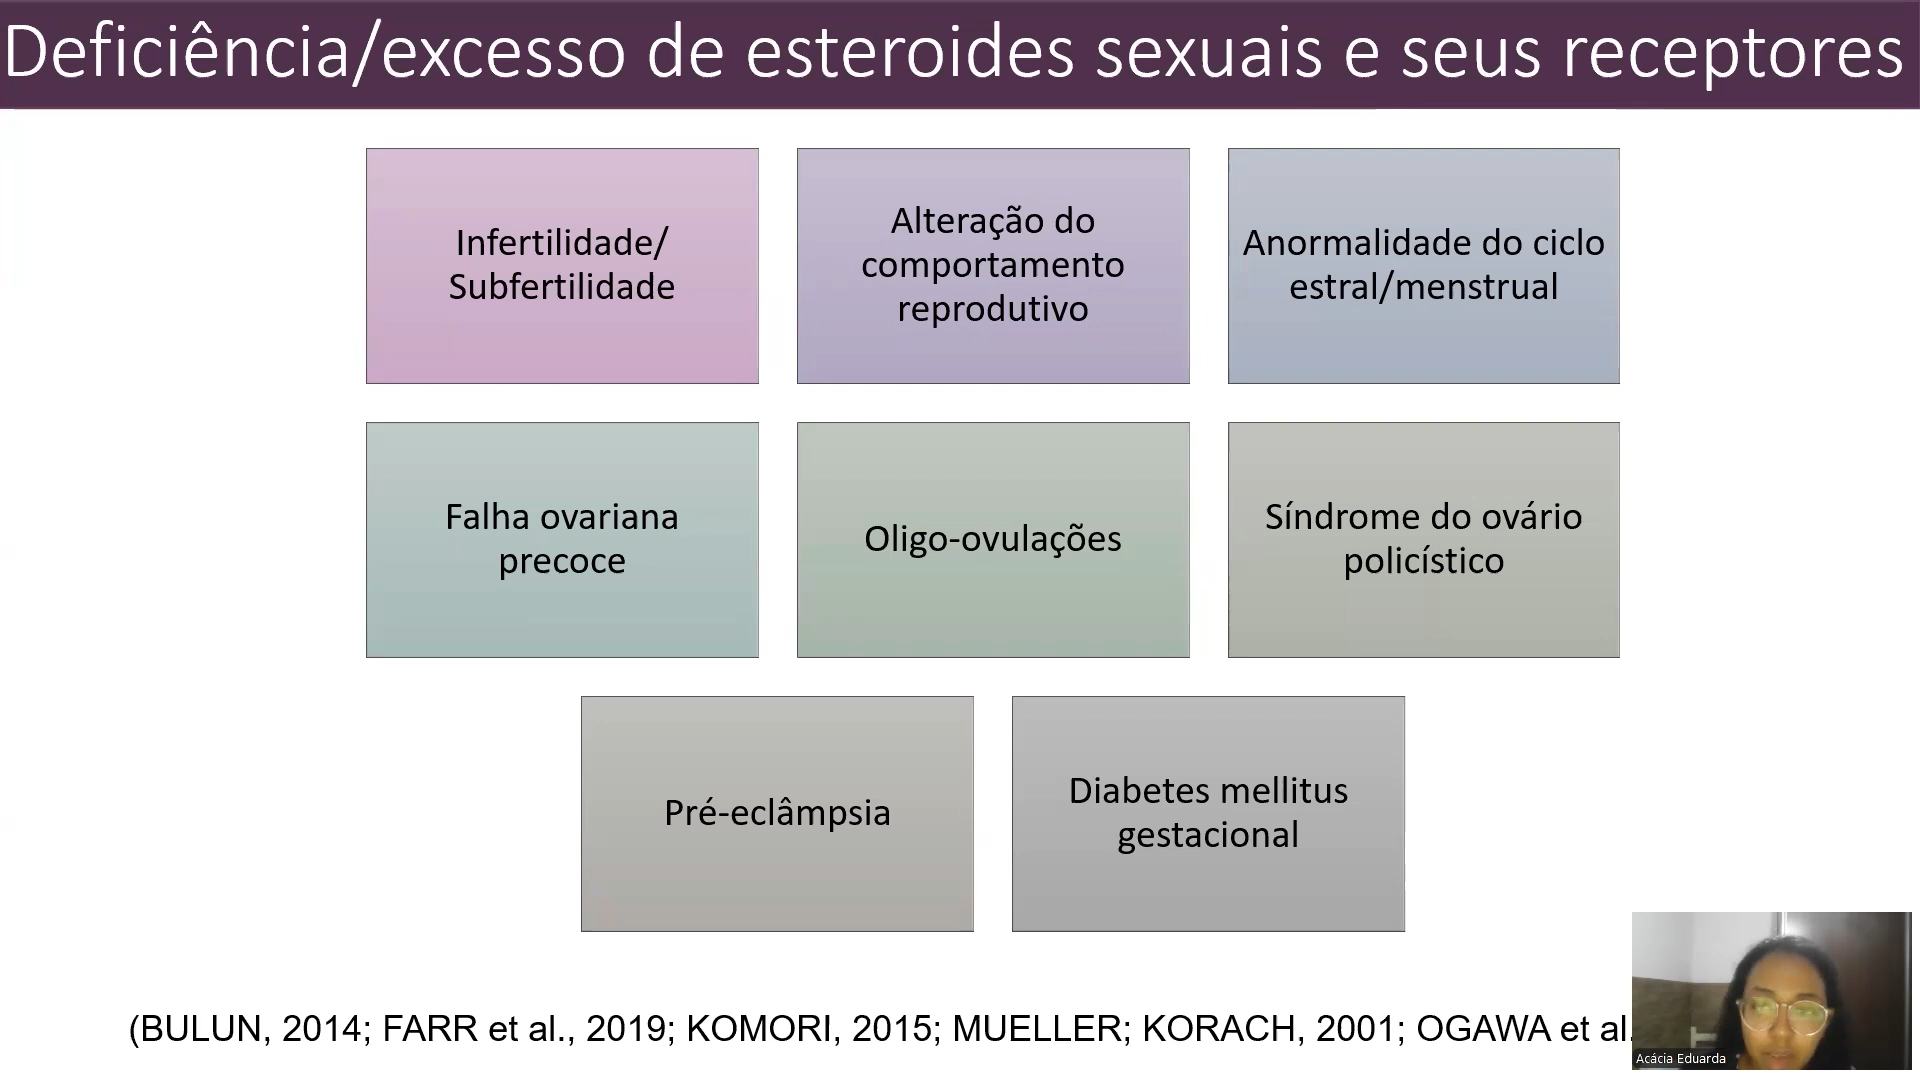 Deficiência/excesso de esteroides sexuais e seus receptores
Infertilidade/
Subfertilidade
Alteração do
comportamento
reprodutivo
Anormalidade do ciclo
estral/menstrual
Falha ovariana
precoce
Oligo-ovulações
Síndrome do ovário
policístico
Pré-eclâmpsia
Diabetes mellitus
gestacional
(BULUN, 2014; FARR et al., 2019; KOMORI, 2015; MUELLER; KORACH, 2001; OGAWA et al.
Acácia Eduarda